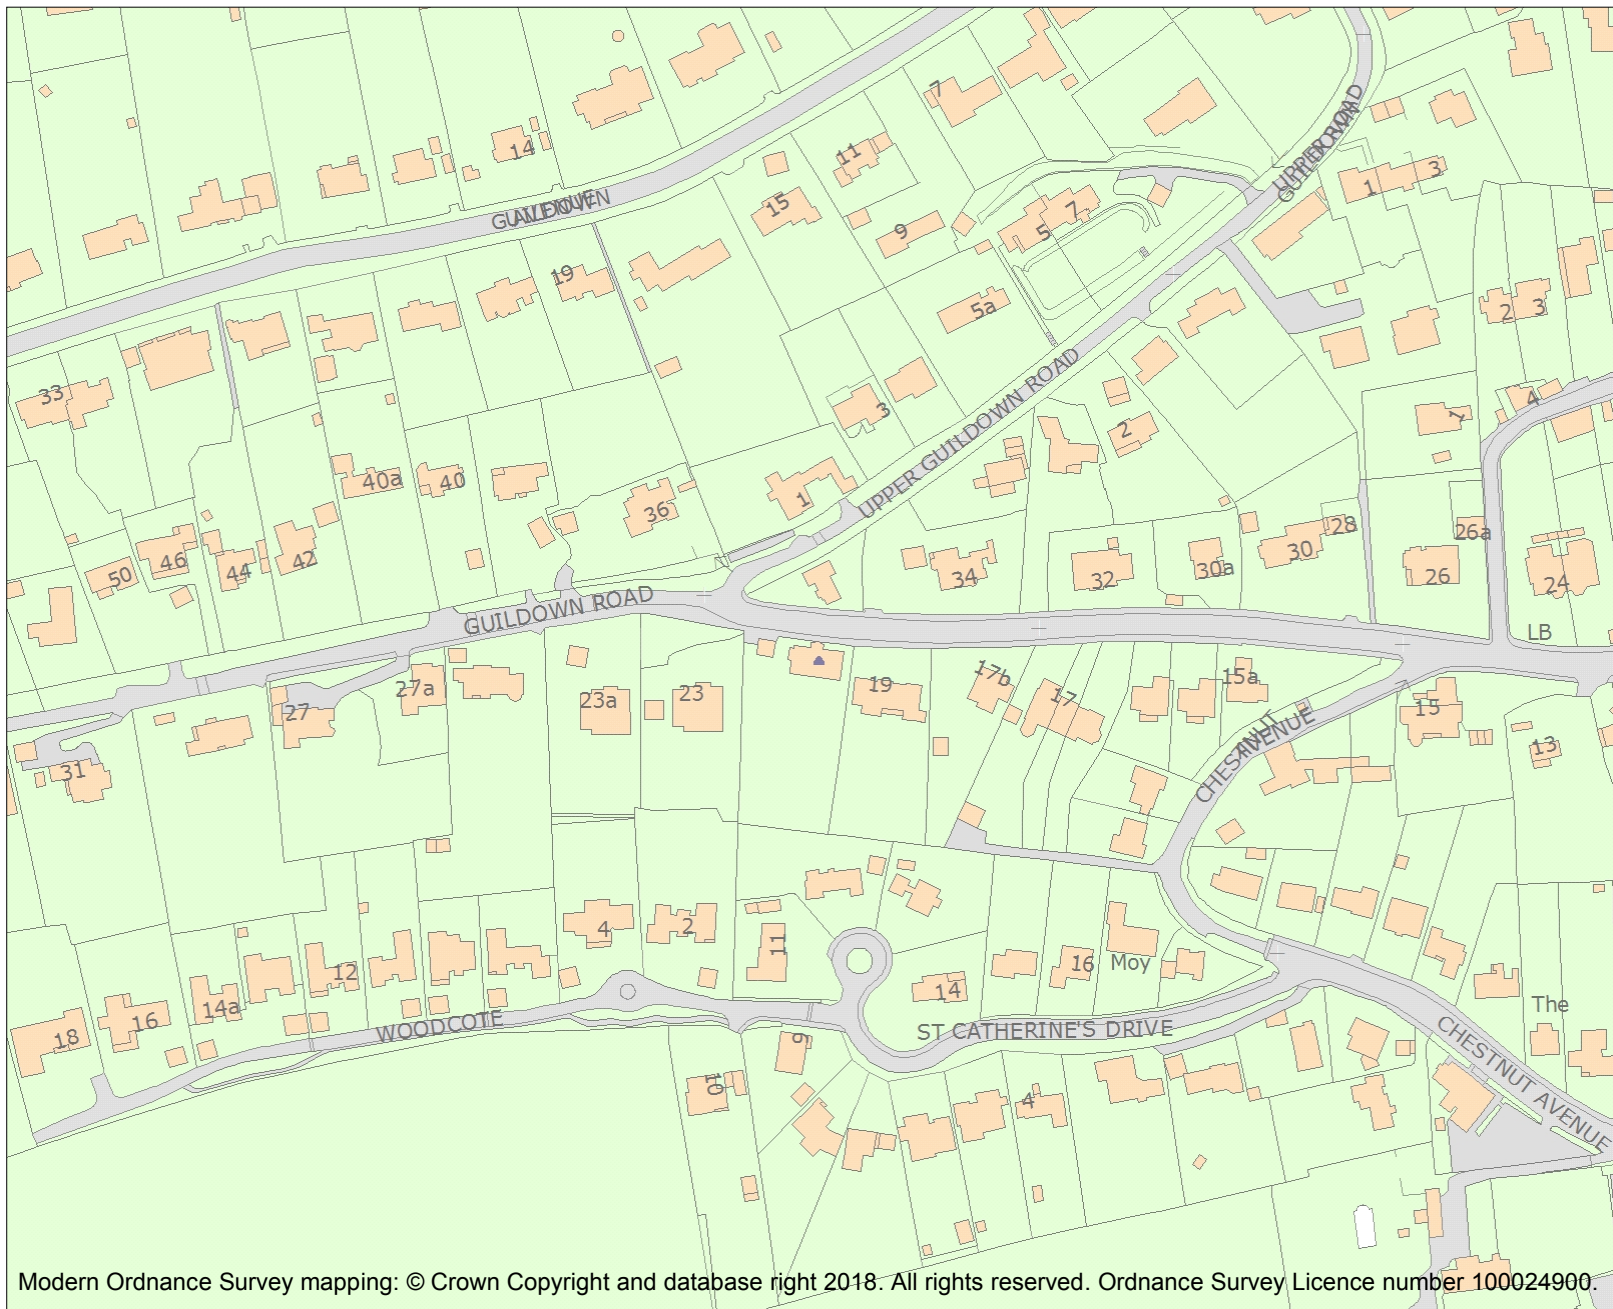 7
14
11
15
GUILDOWN
AVENUE
UPPER
GUILDOWN
ROAD
3
1
7
9
5
19
5a
2
3
33
3
4
1
2
UPPER GUILDOWN ROAD
40a
40
36
1
28
26a
46
42
30
50
44
34
32
30a
26
24
GUILDOWN ROAD
LB
27a
23a
23
19
17b
17
15a
27
15
CHESTNUT
AVENUE
31
13
4
2
11
12
14a
16
18
14
16
Moy
The
WOODCOTE
ST CATHERINE'S DRIVE
9
10
4
CHESTNUT AVENUE
Modern Ordnance Survey mapping: © Crown Copyright and database right 2018. All rights reserved. Ordnance Survey Licence number 100024900.